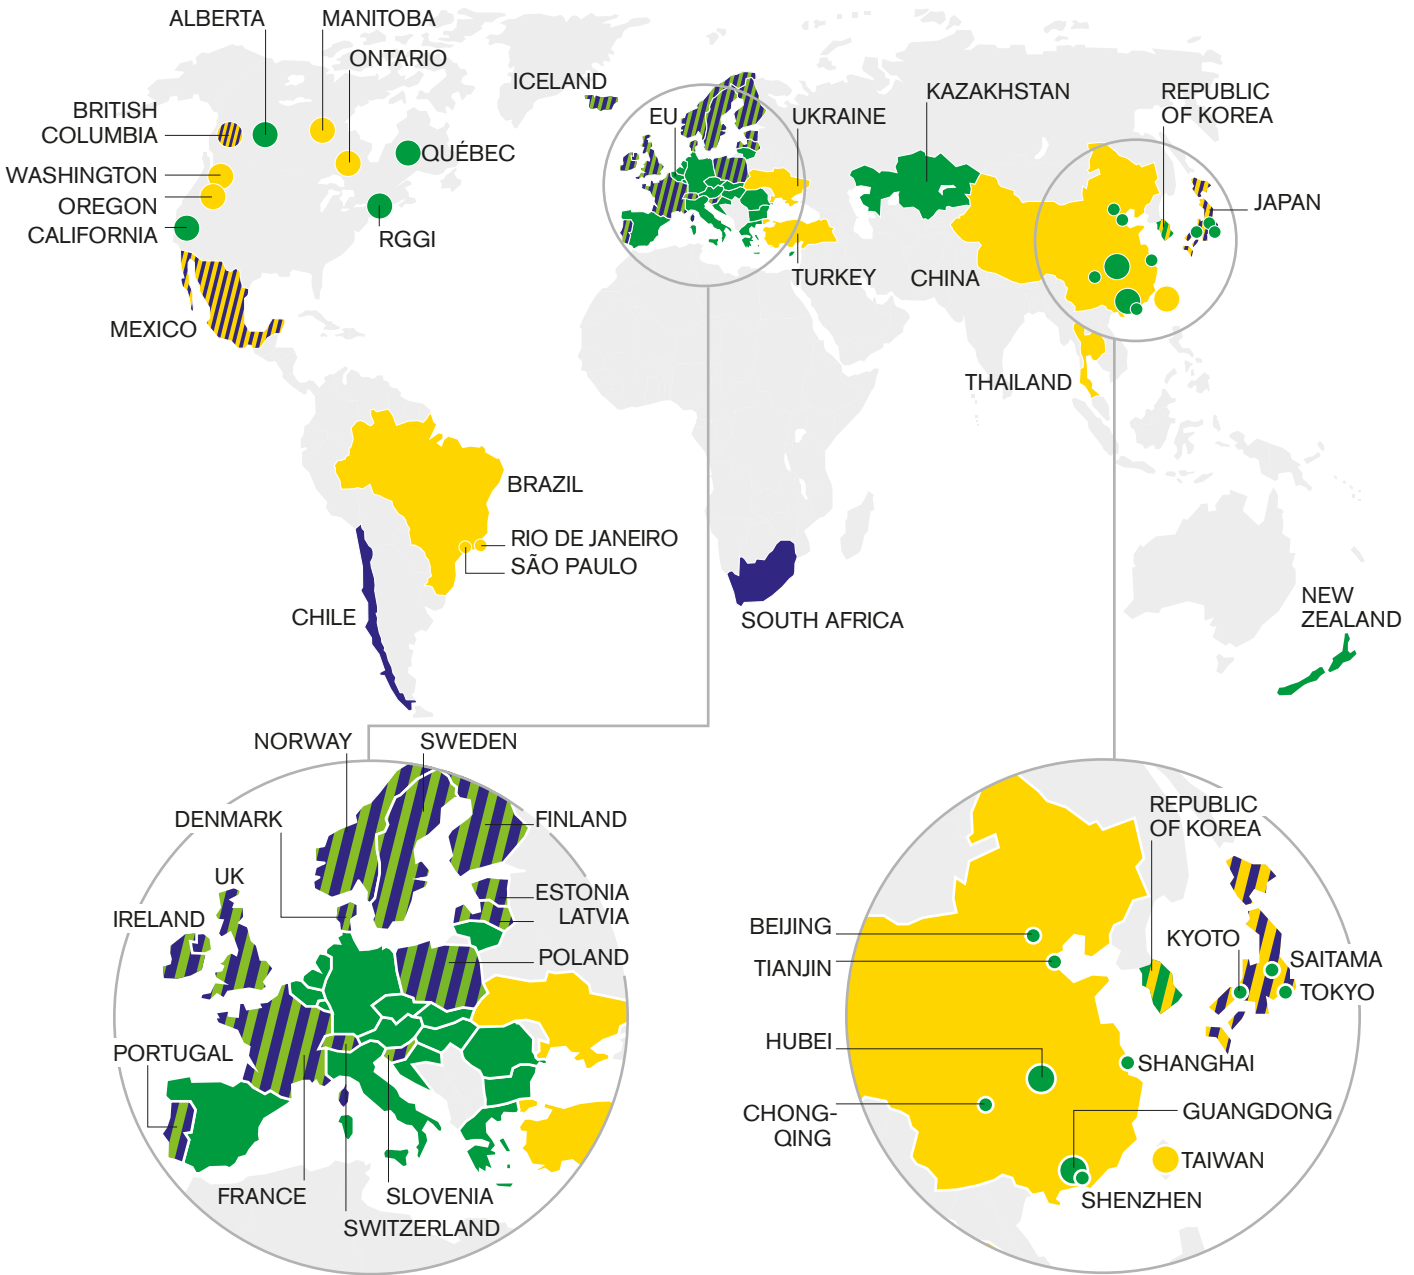 ALBERTA
MANITOBA
ONTARIO
BRITISH
COLUMBIA
WASHINGTON
OREGON
CALIFORNIA
QUÉBEC
RGGI
MEXICO
ICELAND
EU
UKRAINE
TURKEY
KAZAKHSTAN
CHINA
REPUBLIC
OF KOREA
JAPAN
THAILAND
BRAZIL
RIO DE JANEIRO
SÃO PAULO
CHILE
SOUTH AFRICA
NEW
ZEALAND
NORWAY
SWEDEN
DENMARK
FINLAND
UK
IRELAND
ESTONIA
LATVIA
POLAND
PORTUGAL
FRANCE
SLOVENIA
SWITZERLAND
REPUBLIC
OF KOREA
BEIJING
TIANJIN
KYOTO
SAITAMA
TOKYO
HUBEI
SHANGHAI
CHONG-
QING
GUANGDONG
TAIWAN
SHENZHEN